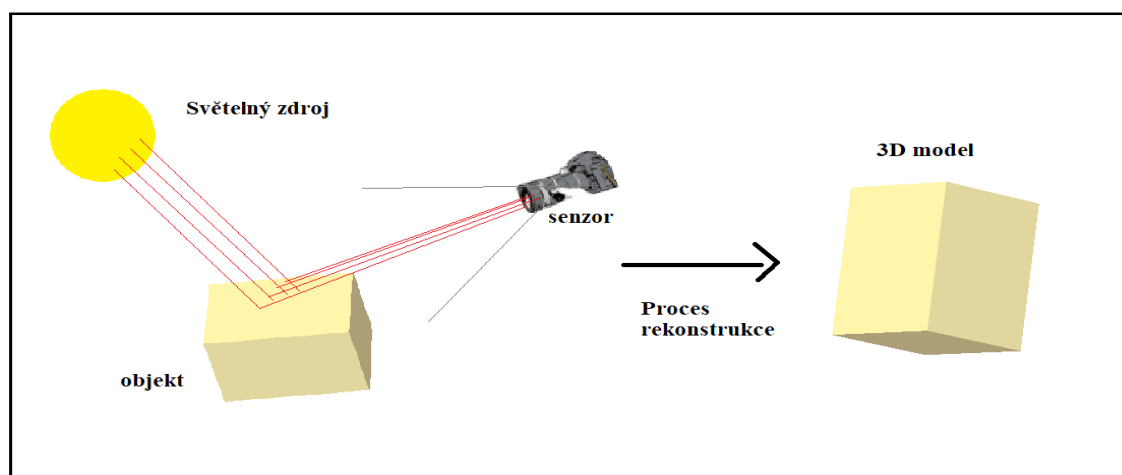 Světelný zdroj
3D model
senzor
Proces
rekonstrukce
objekt